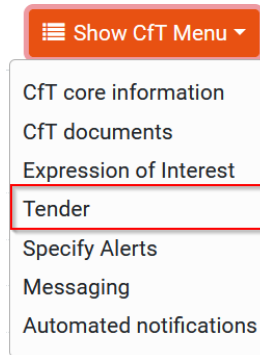 Show CfT Menu
CfT core information
CfT documents
Expression of Interest
Tender
Specify Alerts
Messaging
Automated notifications